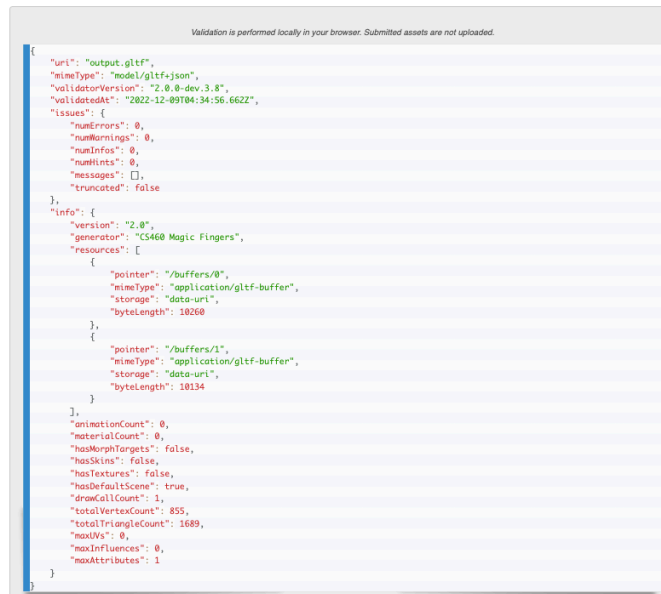 Validation is performed locally in your browser. Submitted assets are not uploaded.
{
    "uri": "output.gltf",
    "mimeType": "model/gltf+json",
    "validatorVersion": "2.0.0-dev.3.8",
    "validatedAt": "2022-12-09T04:34:56.662Z",
    "issues": {
        "numErrors": 0,
        "numWarnings": 0,
        "numInfos": 0,
        "numHints": 0,
        "messages": [],
        "truncated": false
    },
    "info": {
        "version": "2.0",
        "generator": "CS460 Magic Fingers",
        "resources": [
            {
                "pointer": "/buffers/0",
                "mimeType": "application/gltf-buffer",
                "storage": "data-uri",
                "byteLength": 10260
            },
            {
                "pointer": "/buffers/1",
                "mimeType": "application/gltf-buffer",
                "storage": "data-uri",
                "byteLength": 10134
            }
        ],
        "animationCount": 0,
        "materialCount": 0,
        "hasMorphTargets": false,
        "hasSkins": false,
        "hasTextures": false,
        "hasDefaultScene": true,
        "drawCallCount": 1,
        "totalVertexCount": 855,
        "totalTriangleCount": 1689,
        "maxUVs": 0,
        "maxInfluences": 0,
        "maxAttributes": 1
    }
}